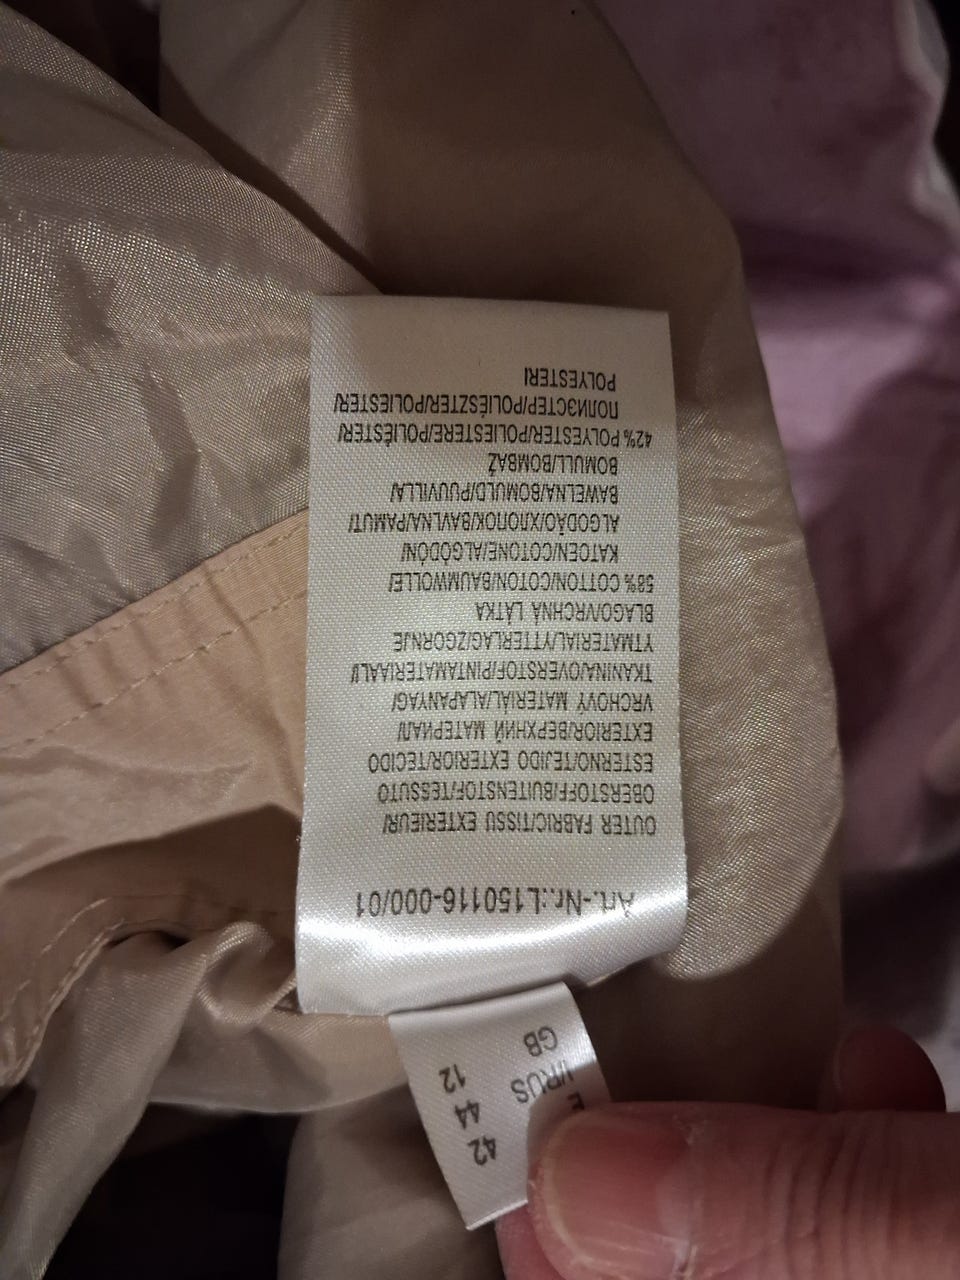 Art.-Nr.:L150116-000/01
OUTER FABRIC/TISSU EXTERIEUR/
OBERSTOFF/BUITENSTOF/TESSUTO
ESTERNO/TEJIDO EXTERIOR/TECIDO
EXTERIOR/ВЕРХНИЙ МАТЕРИАЛ/
VRCHOVÝ MATERIÁL/ALAPANYAG/
TKANINA/OVERSTOF/PINTAMATERIAALI/
YTMATERIAL/YTTERLAG/ZGORNJE
BLAGO/VRCHNÁ LÁTKA
58% COTTON/COTON/BAUMWOLLE/
KATOEN/COTONE/ALGODÓN/
ALGODÃO/ХЛОПОК/BAVLNA/PAMUT/
BAWEŁNA/BOMULD/PUUVILLA/
BOMULL/BOMBAŽ
42% POLYESTER/POLIESTERE/POLIÉSTER/
ПОЛИЭСТЕР/POLIÉSZTER/POLIESTER/
POLYESTERI
GB 12
I/RUS 44
E 42